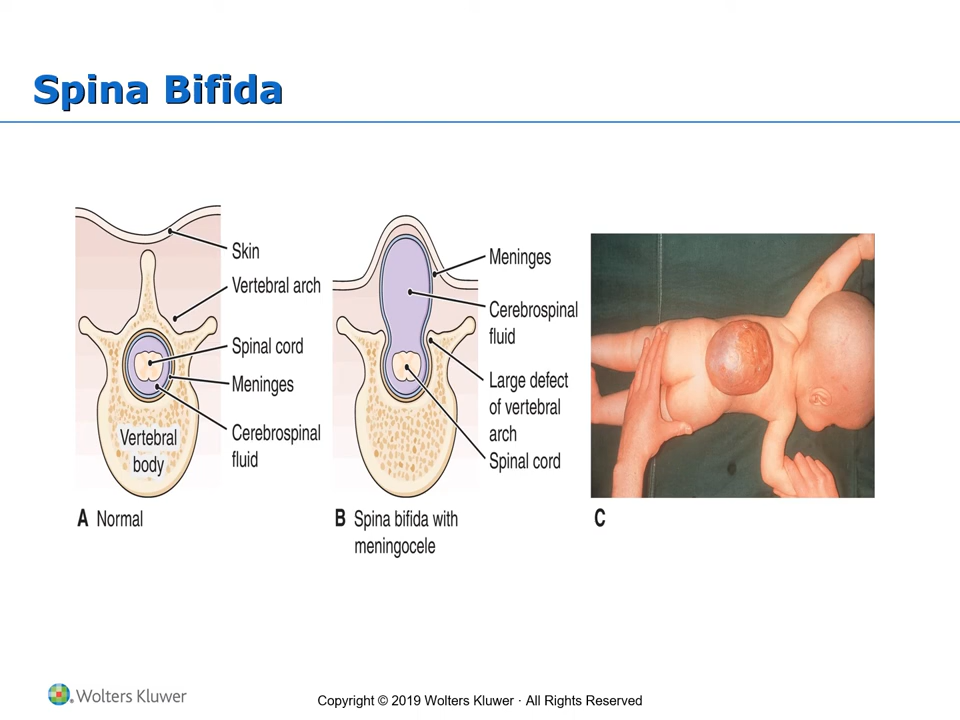 Spina Bifida
Skin
Vertebral arch
Spinal cord
Meninges
Cerebrospinal
fluid
Vertebral
body
A Normal
Meninges
Cerebrospinal
fluid
Large defect
of vertebral
arch
Spinal cord
B Spina bifida with
meningocele
C
Wolters Kluwer
Copyright © 2019 Wolters Kluwer · All Rights Reserved